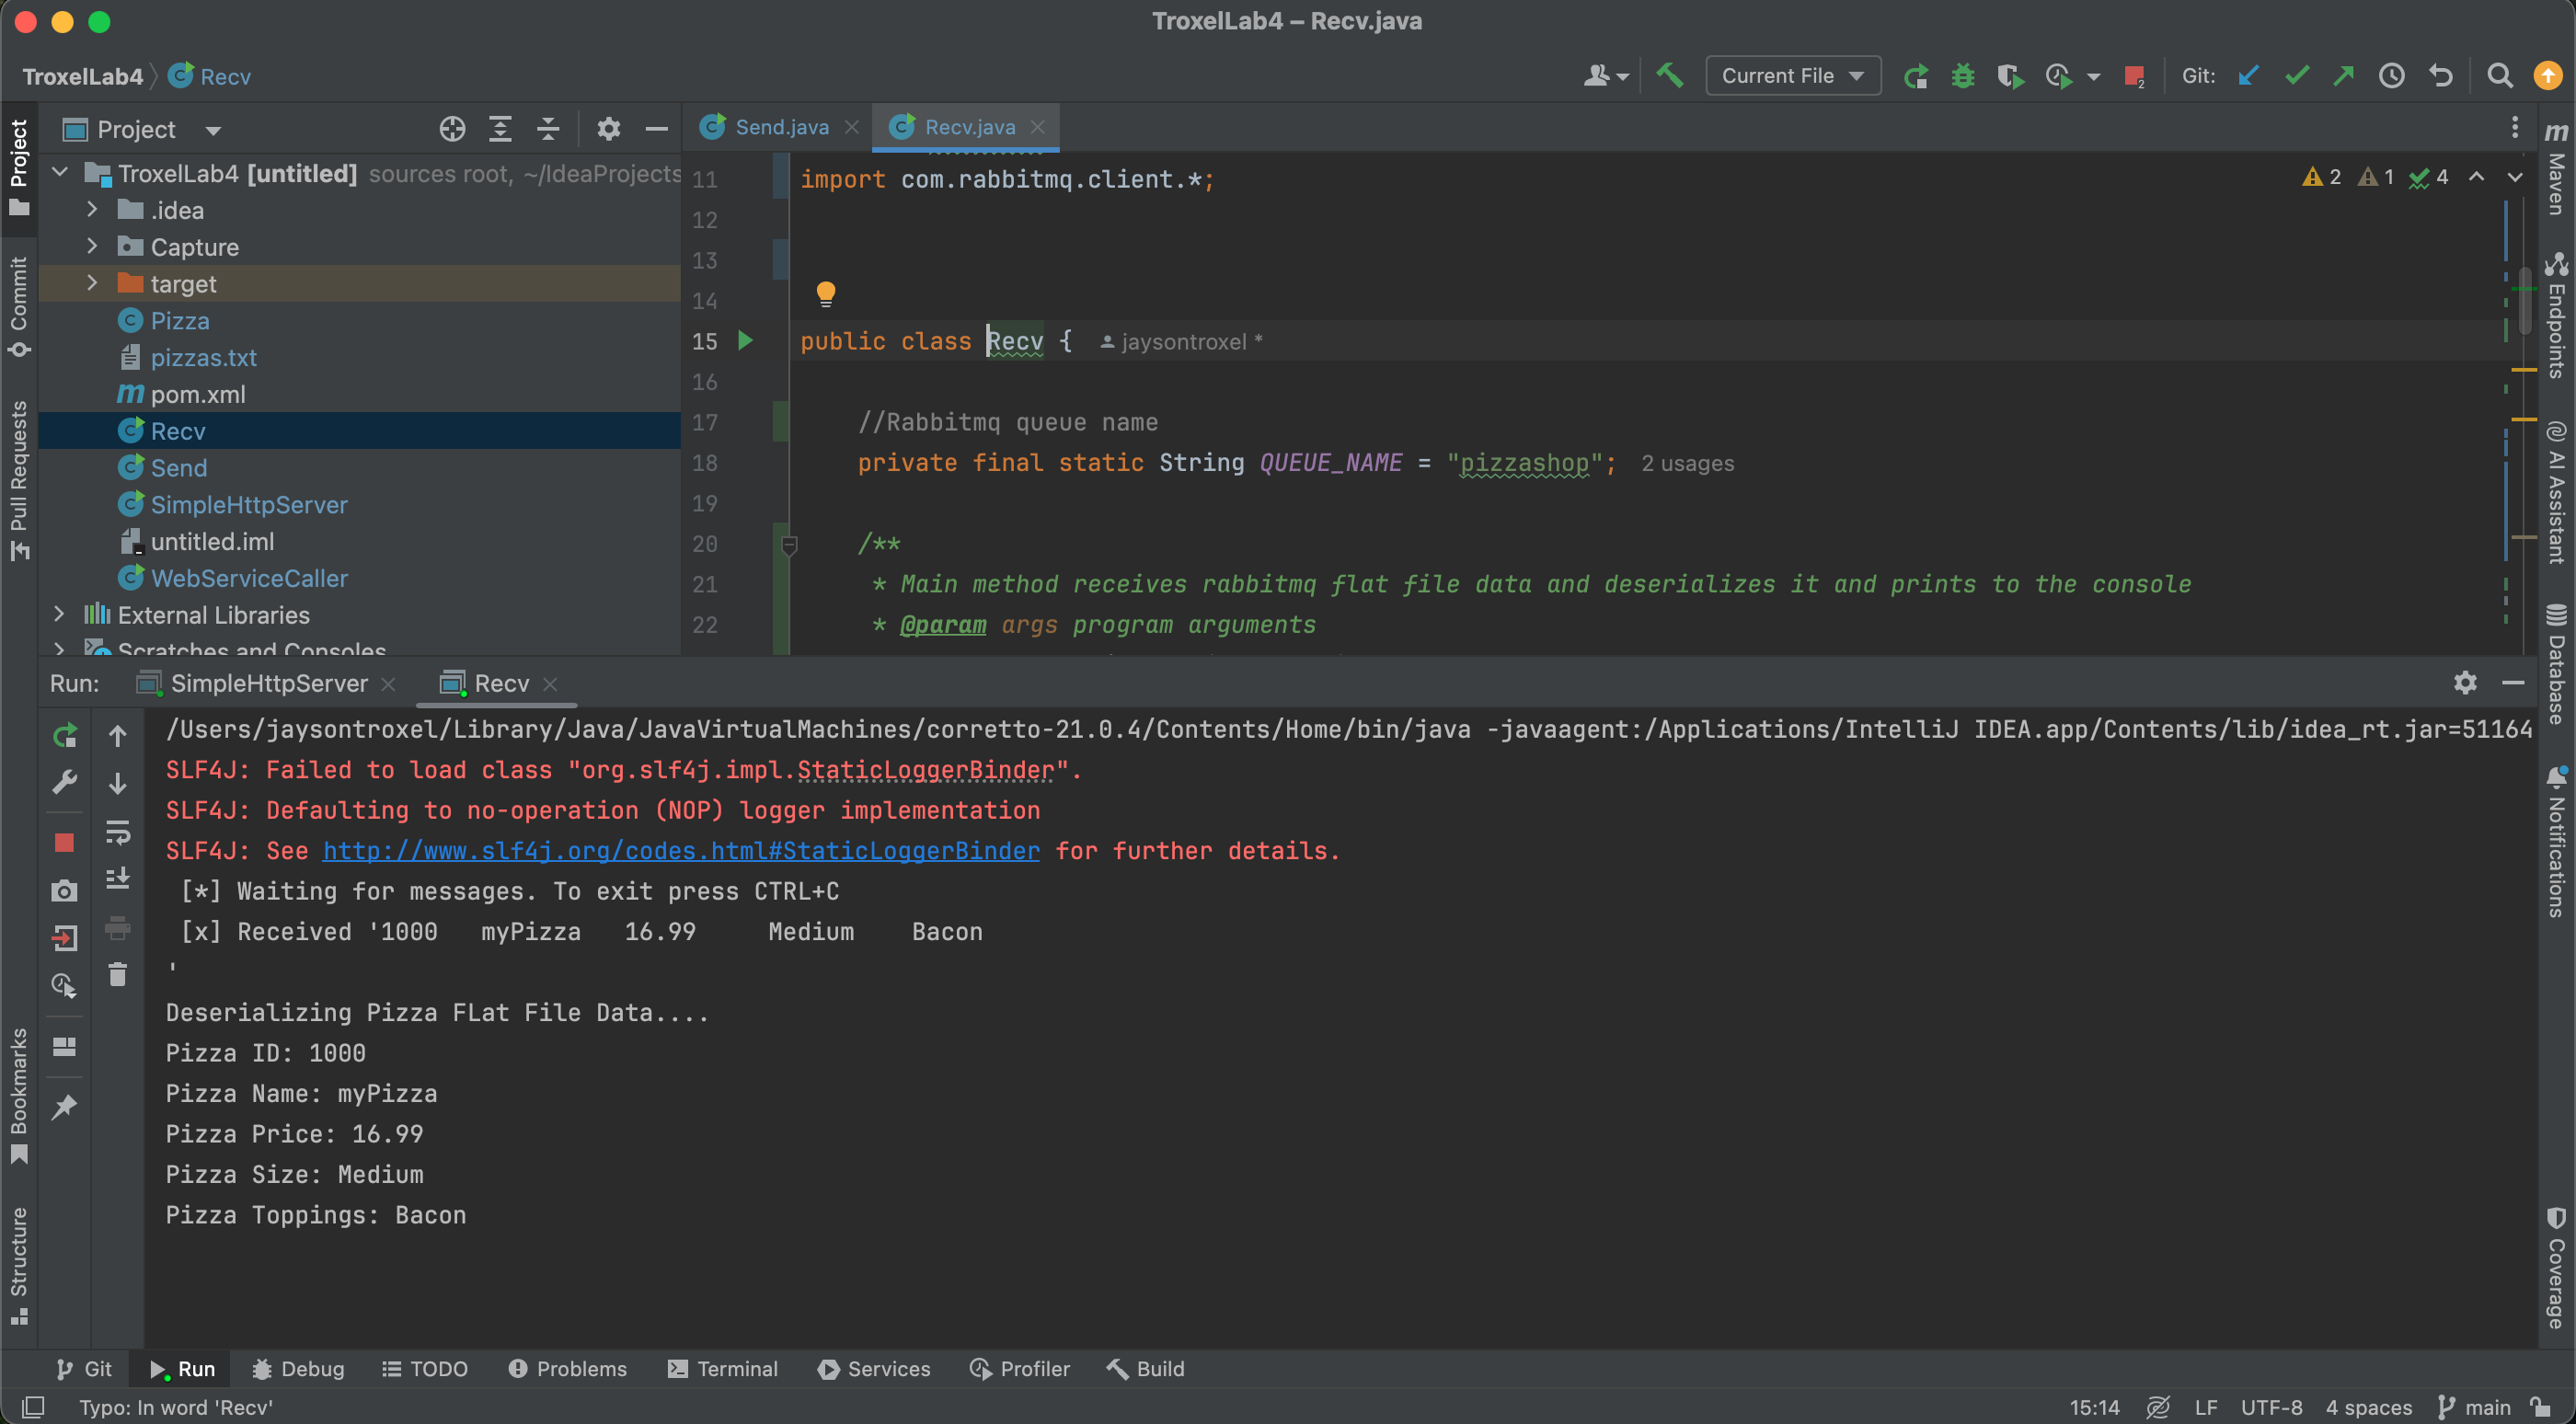 TroxelLab4 – Recv.java
TroxelLab4
Recv
Current File
2
Git:
Project
Send.java
Recv.java
TroxelLab4 [untitled] sources root, ~/IdeaProjects
.idea
Capture
target
Pizza
pizzas.txt
pom.xml
Recv
Send
SimpleHttpServer
untitled.iml
WebServiceCaller
External Libraries
Scratches and Consoles
11 import com.rabbitmq.client.*;
2 1 4
12
13
14
15 public class Recv { jaysontroxel *
16
17 //Rabbitmq queue name
18 private final static String QUEUE_NAME = "pizzashop"; 2 usages
19
20 /**
21 * Main method receives rabbitmq flat file data and deserializes it and prints to the console
22 * @param args program arguments
Project
Commit
Pull Requests
Bookmarks
Structure
Maven
Endpoints
AI Assistant
Database
Notifications
Coverage
Run: SimpleHttpServer Recv
/Users/jaysontroxel/Library/Java/JavaVirtualMachines/corretto-21.0.4/Contents/Home/bin/java -javaagent:/Applications/IntelliJ IDEA.app/Contents/lib/idea_rt.jar=51164
SLF4J: Failed to load class "org.slf4j.impl.StaticLoggerBinder".
SLF4J: Defaulting to no-operation (NOP) logger implementation
SLF4J: See http://www.slf4j.org/codes.html#StaticLoggerBinder for further details.
[*] Waiting for messages. To exit press CTRL+C
[x] Received '1000 myPizza 16.99 Medium Bacon
'
Deserializing Pizza FLat File Data....
Pizza ID: 1000
Pizza Name: myPizza
Pizza Price: 16.99
Pizza Size: Medium
Pizza Toppings: Bacon
Git Run Debug TODO Problems Terminal Services Profiler Build
Typo: In word 'Recv'
15:14 LF UTF-8 4 spaces main